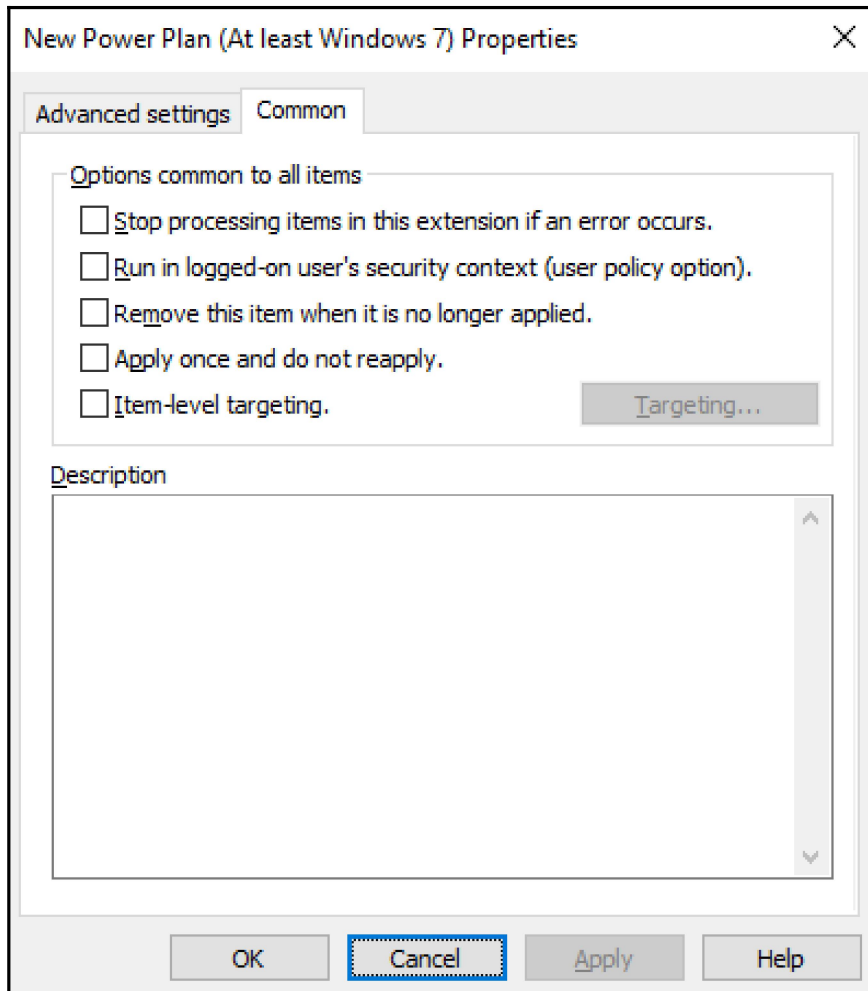 New Power Plan (At least Windows 7) Properties
Advanced settings
Common
Options common to all items
Stop processing items in this extension if an error occurs.
Run in logged-on user's security context (user policy option).
Remove this item when it is no longer applied.
Apply once and do not reapply.
Item-level targeting.
Targeting...
Description
OK
Cancel
Apply
Help